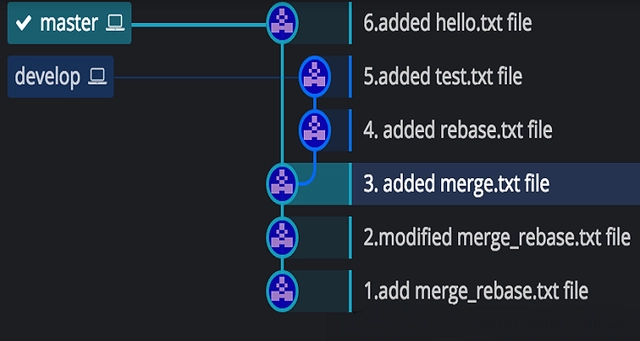 master
6.added hello.txt file
develop
5.added test.txt file
4. added rebase.txt file
3. added merge.txt file
2.modified merge_rebase.txt file
1.add merge_rebase.txt file